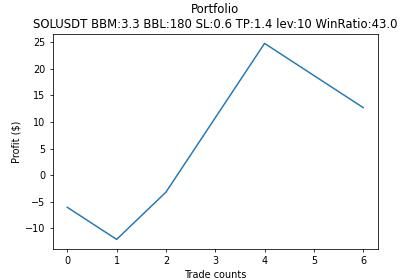 Portfolio
SOLUSDT BBM:3.3 BBL:180 SL:0.6 TP:1.4 lev:10 WinRatio:43.0
25
20
15
10
5
0
−5
−10
Profit ($)
0 1 2 3 4 5 6
Trade counts